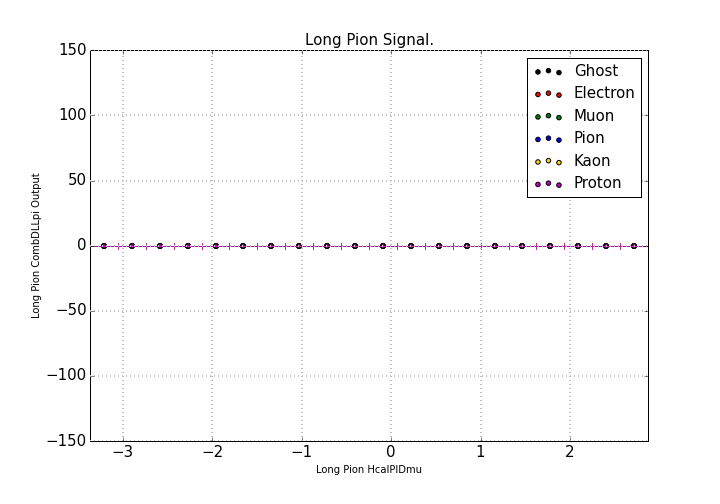 Long Pion Signal.
150
100
50
0
−50
−100
−150
−3
−2
−1
0
1
2
Long Pion HcalPIDmu
Long Pion CombDLLpi Output
Ghost
Electron
Muon
Pion
Kaon
Proton